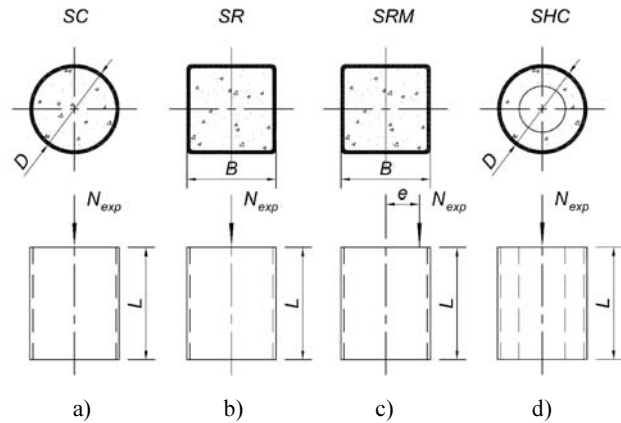 SC SR SRM SHC
D B B D
N_exp N_exp e N_exp N_exp
L L L L
a) b) c) d)